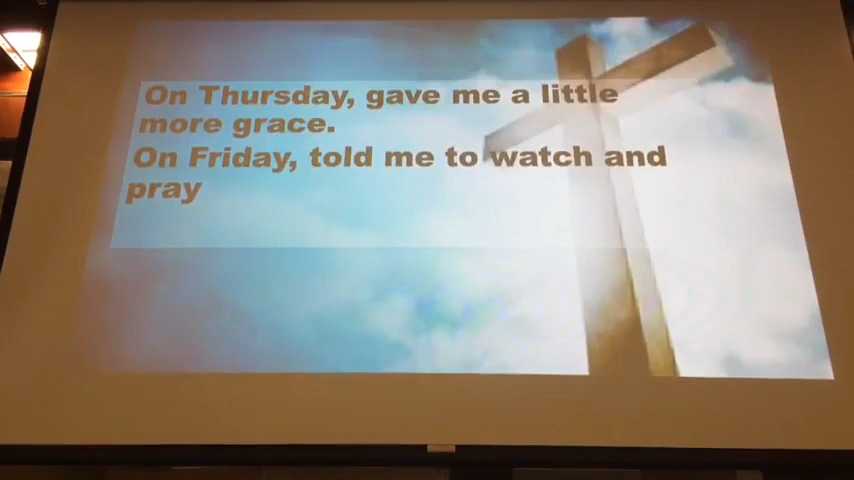 On Thursday, gave me a little
more grace.
On Friday, told me to watch and
pray